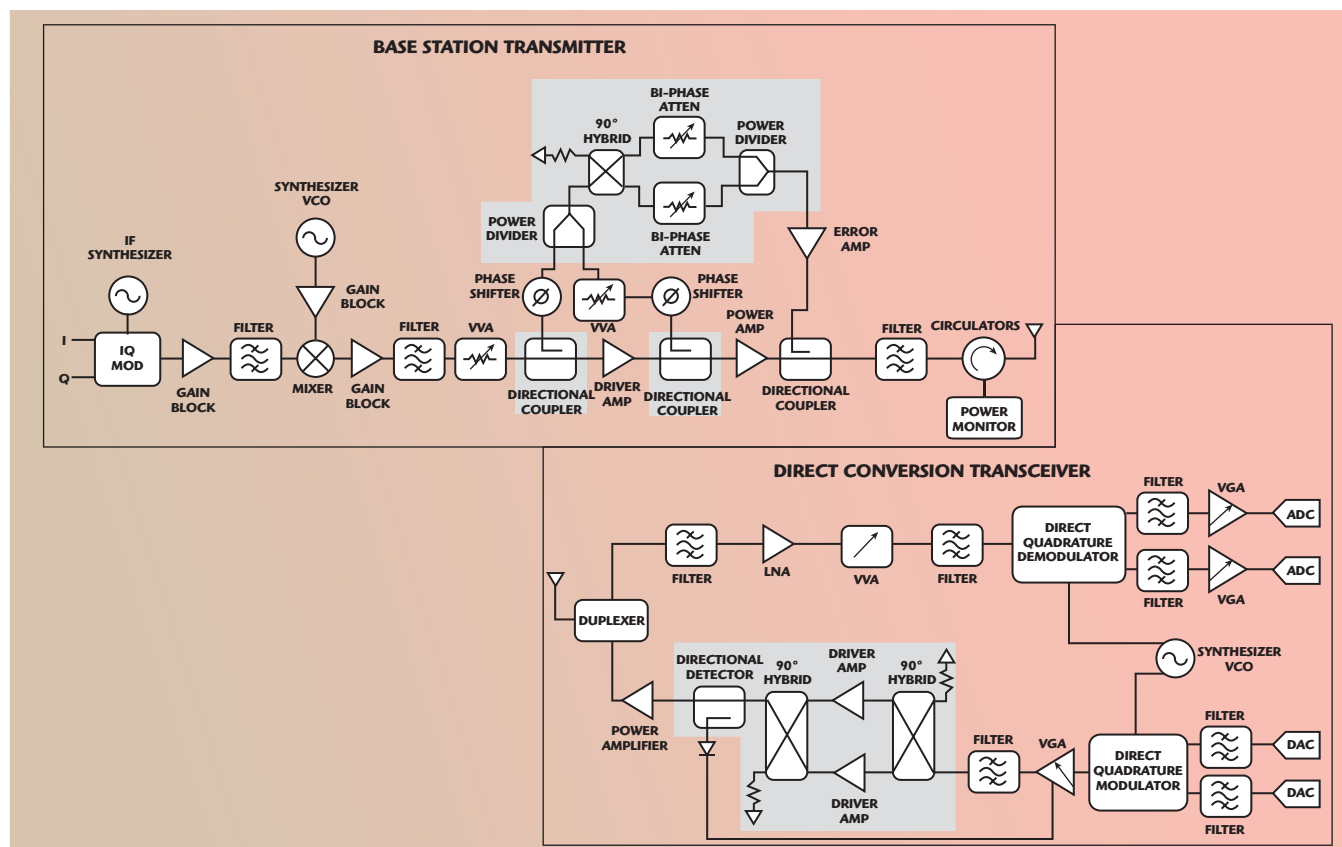 BASE STATION TRANSMITTER
BI-PHASE
ATTEN
90°
HYBRID
POWER
DIVIDER
SYNTHESIZER
VCO
POWER
DIVIDER
BI-PHASE
ATTEN
ERROR
AMP
IF
SYNTHESIZER
GAIN
BLOCK
PHASE
SHIFTER
VVA
PHASE
SHIFTER
I
Q
IQ
MOD
GAIN
BLOCK
FILTER
MIXER
GAIN
BLOCK
FILTER
VVA
DIRECTIONAL
COUPLER
DRIVER
AMP
DIRECTIONAL
COUPLER
POWER
AMP
DIRECTIONAL
COUPLER
FILTER
CIRCULATORS
POWER
MONITOR
DIRECT CONVERSION TRANSCEIVER
FILTER
LNA
VVA
FILTER
DIRECT
QUADRATURE
DEMODULATOR
FILTER
VGA
ADC
FILTER
VGA
ADC
DUPLEXER
SYNTHESIZER
VCO
POWER
AMPLIFIER
DIRECTIONAL
DETECTOR
90°
HYBRID
DRIVER
AMP
90°
HYBRID
DRIVER
AMP
FILTER
VGA
DIRECT
QUADRATURE
MODULATOR
FILTER
DAC
DAC
FILTER